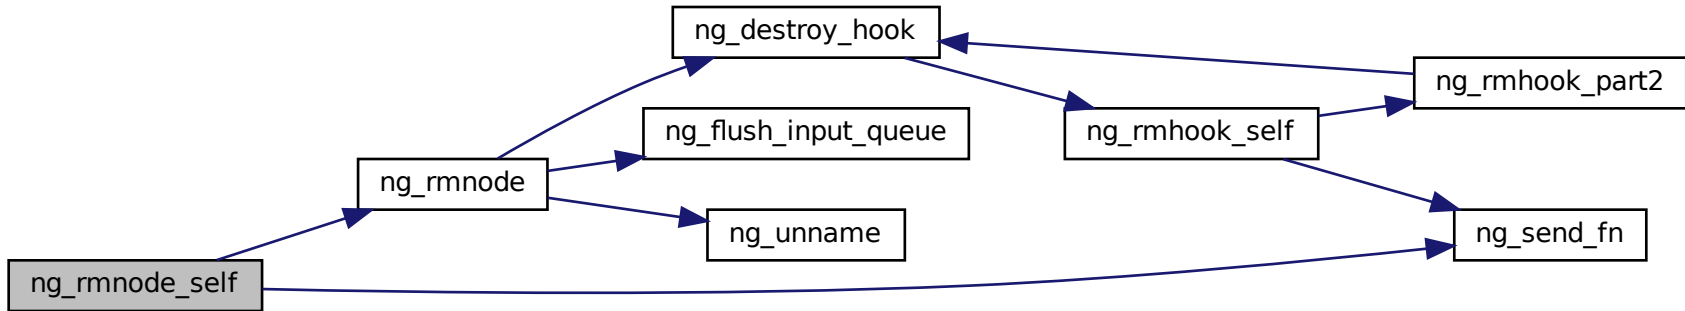 ng_destroy_hook
ng_rmhook_part2
ng_flush_input_queue
ng_rmhook_self
ng_rmnode
ng_unname
ng_send_fn
ng_rmnode_self